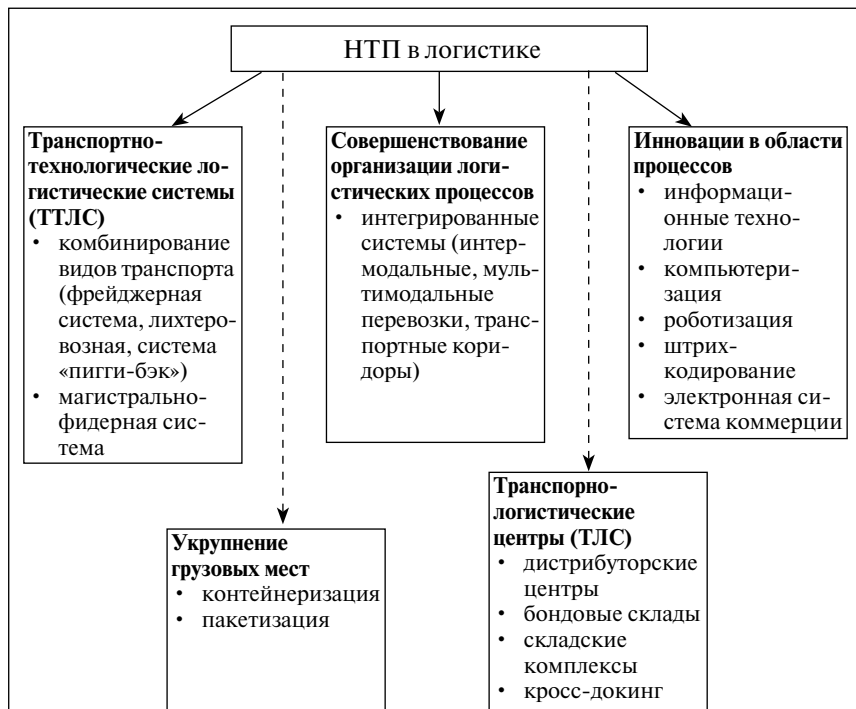 НТП в логистике
Транспортно-
технологические ло-
гистические системы
(ТТЛС)
• комбинирование
видов транспорта
(фрейджерная
система, лихтеро-
возная, система
«пигги-бэк»)
• магистрально-
фидерная сис-
тема
Совершенствование
организации логи-
стических процессов
• интегрированные
системы (интер-
модальные, муль-
тимодальные
перевозки, тран-
спортные кори-
доры)
Инновации в области
процессов
• информаци-
онные техно-
логии
• компьютери-
зация
• роботизация
• штрих-
кодирование
• электронная си-
стема коммерции
Укрупнение
грузовых мест
• контейнеризация
• пакетизация
Транспорно-
логистические
центры (ТЛС)
• дистрибуторские
центры
• бондовые склады
• складские
комплексы
• кросс-докинг